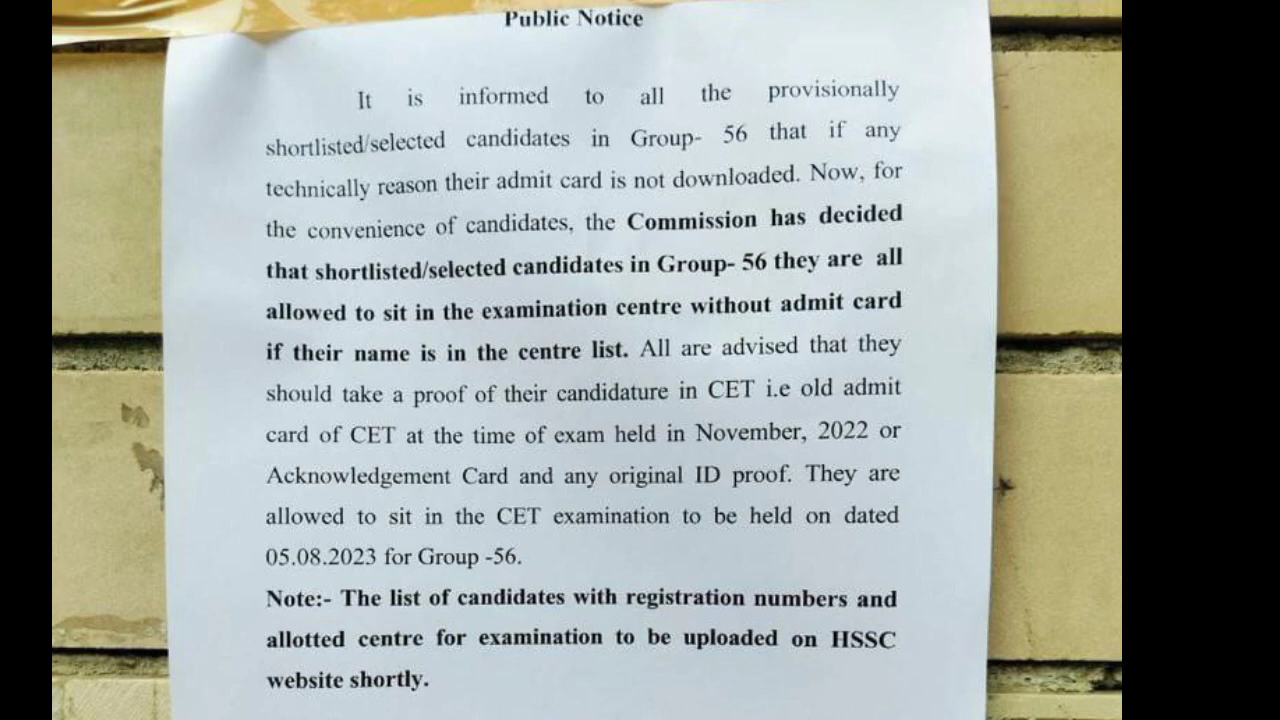 Public Notice
It is informed to all the provisionally
shortlisted/selected candidates in Group- 56 that if any
technically reason their admit card is not downloaded. Now, for
the convenience of candidates, the Commission has decided
that shortlisted/selected candidates in Group- 56 they are all
allowed to sit in the examination centre without admit card
if their name is in the centre list. All are advised that they
should take a proof of their candidature in CET i.e old admit
card of CET at the time of exam held in November, 2022 or
Acknowledgement Card and any original ID proof. They are
allowed to sit in the CET examination to be held on dated
05.08.2023 for Group -56.
Note:- The list of candidates with registration numbers and
allotted centre for examination to be uploaded on HSSC
website shortly.